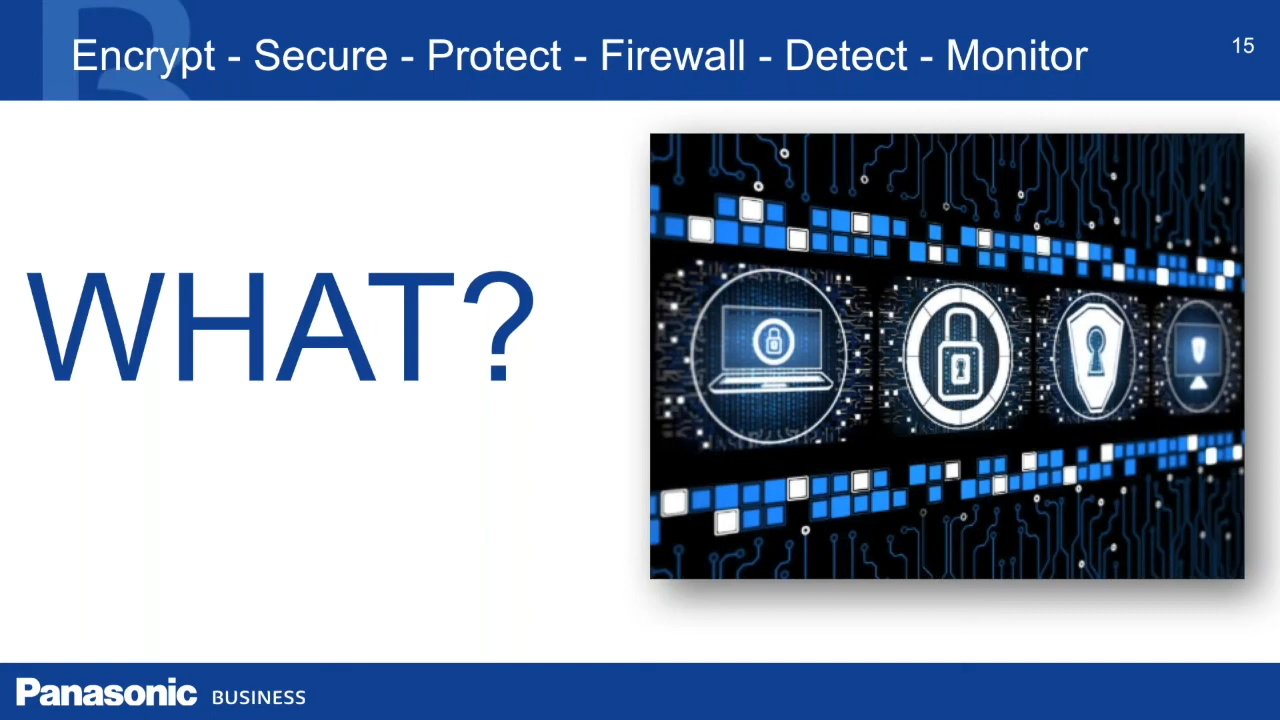 Encrypt - Secure - Protect - Firewall - Detect - Monitor
15
WHAT?
Panasonic BUSINESS